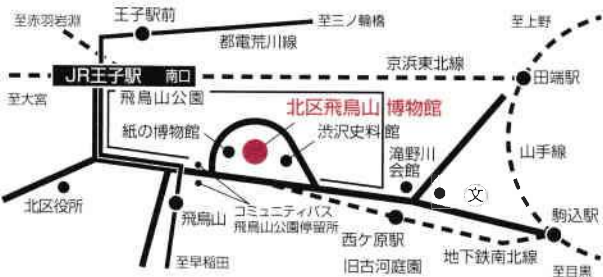 至赤羽岩淵
王子駅前
至三ノ輪橋
至上野
都電荒川線
京浜東北線
JR王子駅 南口
田端駅
至大宮
飛鳥山公園
北区飛鳥山 博物館
紙の博物館
渋沢史料館
滝野川
会館
山手線
文
北区役所
飛鳥山
コミュニティバス
飛鳥山公園停留所
西ケ原駅
駒込駅
地下鉄南北線
至早稲田
旧古河庭園
至目黒